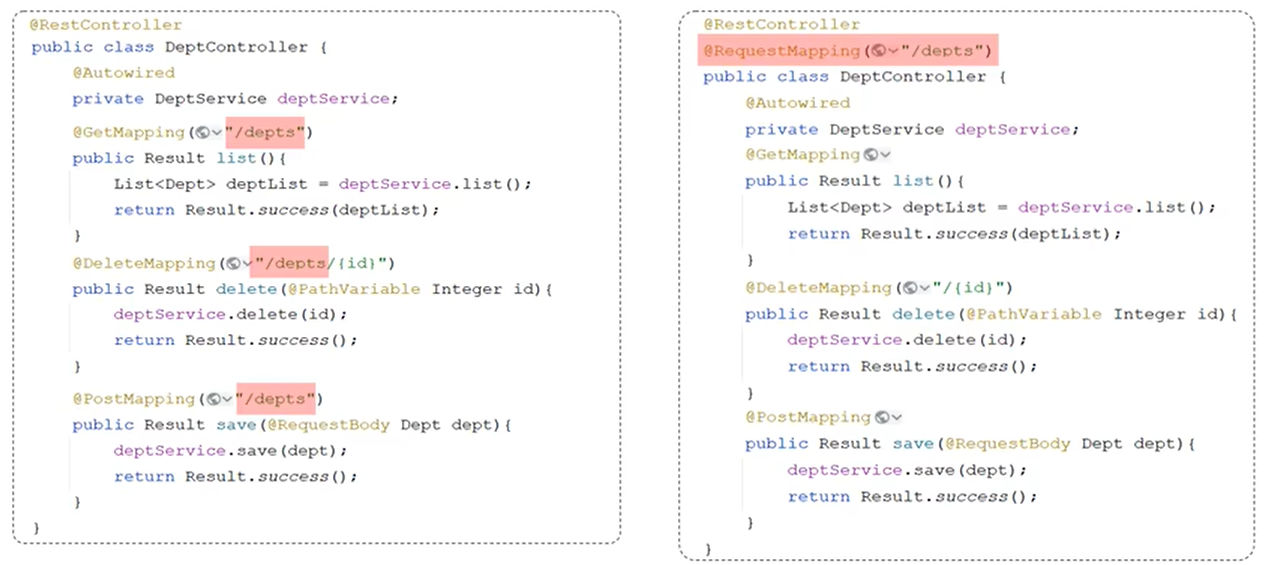 @RestController
public class DeptController {
@Autowired
private DeptService deptService;
@GetMapping("/depts")
public Result list(){
List<Dept> deptList = deptService.list();
return Result.success(deptList);
}
@DeleteMapping("/depts/{id}")
public Result delete(@PathVariable Integer id){
deptService.delete(id);
return Result.success();
}
@PostMapping("/depts")
public Result save(@RequestBody Dept dept){
deptService.save(dept);
return Result.success();
}
}
@RestController
@RequestMapping("/depts")
public class DeptController {
@Autowired
private DeptService deptService;
@GetMapping
public Result list(){
List<Dept> deptList = deptService.list();
return Result.success(deptList);
}
@DeleteMapping("/{id}")
public Result delete(@PathVariable Integer id){
deptService.delete(id);
return Result.success();
}
@PostMapping
public Result save(@RequestBody Dept dept){
deptService.save(dept);
return Result.success();
}
}